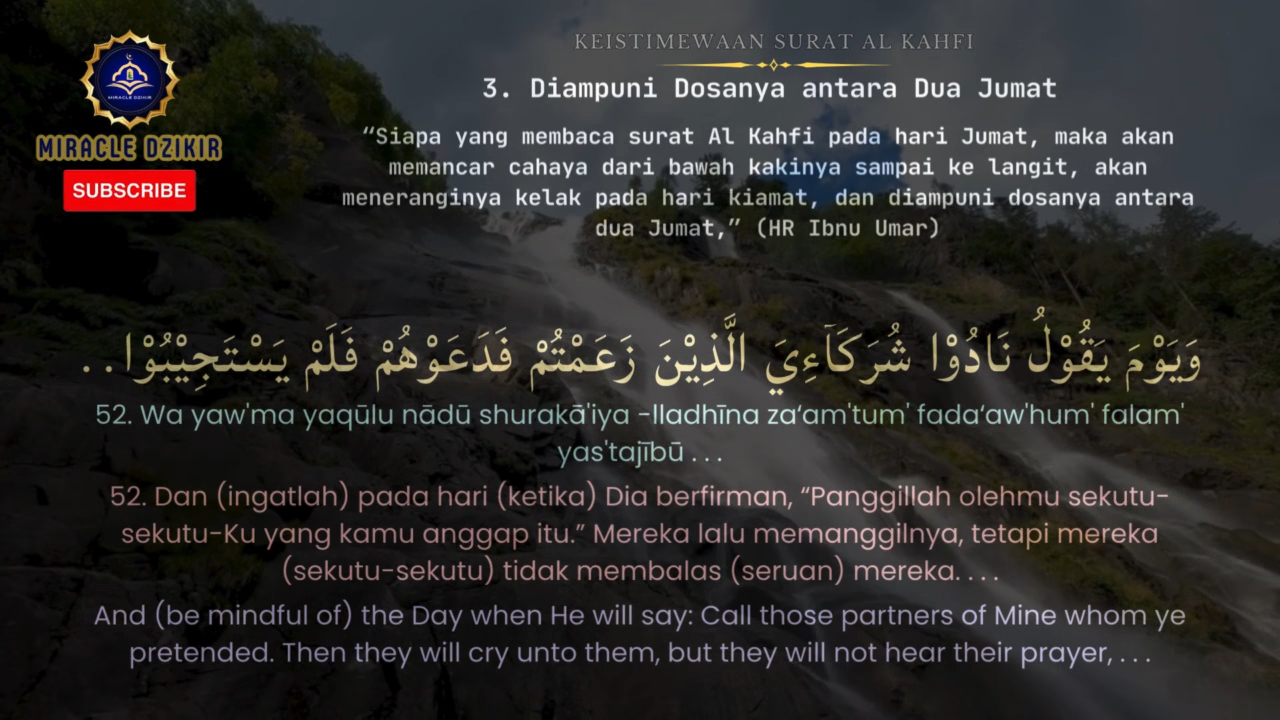 KEISTIMEWAAN SURAT AL KAHFI
3. Diampuni Dosanya antara Dua Jumat
“Siapa yang membaca surat Al Kahfi pada hari Jumat, maka akan
memancar cahaya dari bawah kakinya sampai ke langit, akan
meneranginya kelak pada hari kiamat, dan diampuni dosanya antara
dua Jumat,” (HR Ibnu Umar)
MIRACLE DZIKIR
MIRACLE DZIKIR
SUBSCRIBE
وَيَوْمَ يَقُوْلُ نَادُوْا شُرَكَاۤءِيَ الَّذِيْنَ زَعَمْتُمْ فَدَعَوْهُمْ فَلَمْ يَسْتَجِيْبُوْا . .
52. Wa yaw'ma yaqūlu nādū shurakā'iya -lladhīna za‘am'tum' fada‘aw'hum' falam'
yas'tajībū . . .
52. Dan (ingatlah) pada hari (ketika) Dia berfirman, “Panggillah olehmu sekutu-
sekutu-Ku yang kamu anggap itu.” Mereka lalu memanggilnya, tetapi mereka
(sekutu-sekutu) tidak membalas (seruan) mereka. . . .
And (be mindful of) the Day when He will say: Call those partners of Mine whom ye
pretended. Then they will cry unto them, but they will not hear their prayer, . . .